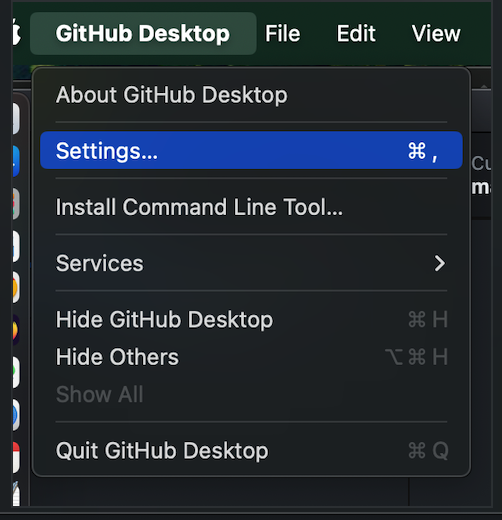 GitHub Desktop File Edit View
About GitHub Desktop
Settings... ⌘ ,
Install Command Line Tool...
Services
Hide GitHub Desktop ⌘ H
Hide Others ⌥ ⌘ H
Show All
Quit GitHub Desktop ⌘ Q